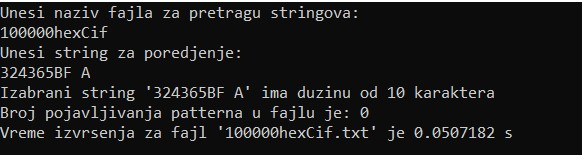 Unesi naziv fajla za pretragu stringova:
100000hexCif
Unesi string za poredjenje:
324365BF A
Izabrani string '324365BF A' ima duzinu od 10 karaktera
Broj pojavljivanja patterna u fajlu je: 0
Vreme izvrsenja za fajl '100000hexCif.txt' je 0.0507182 s